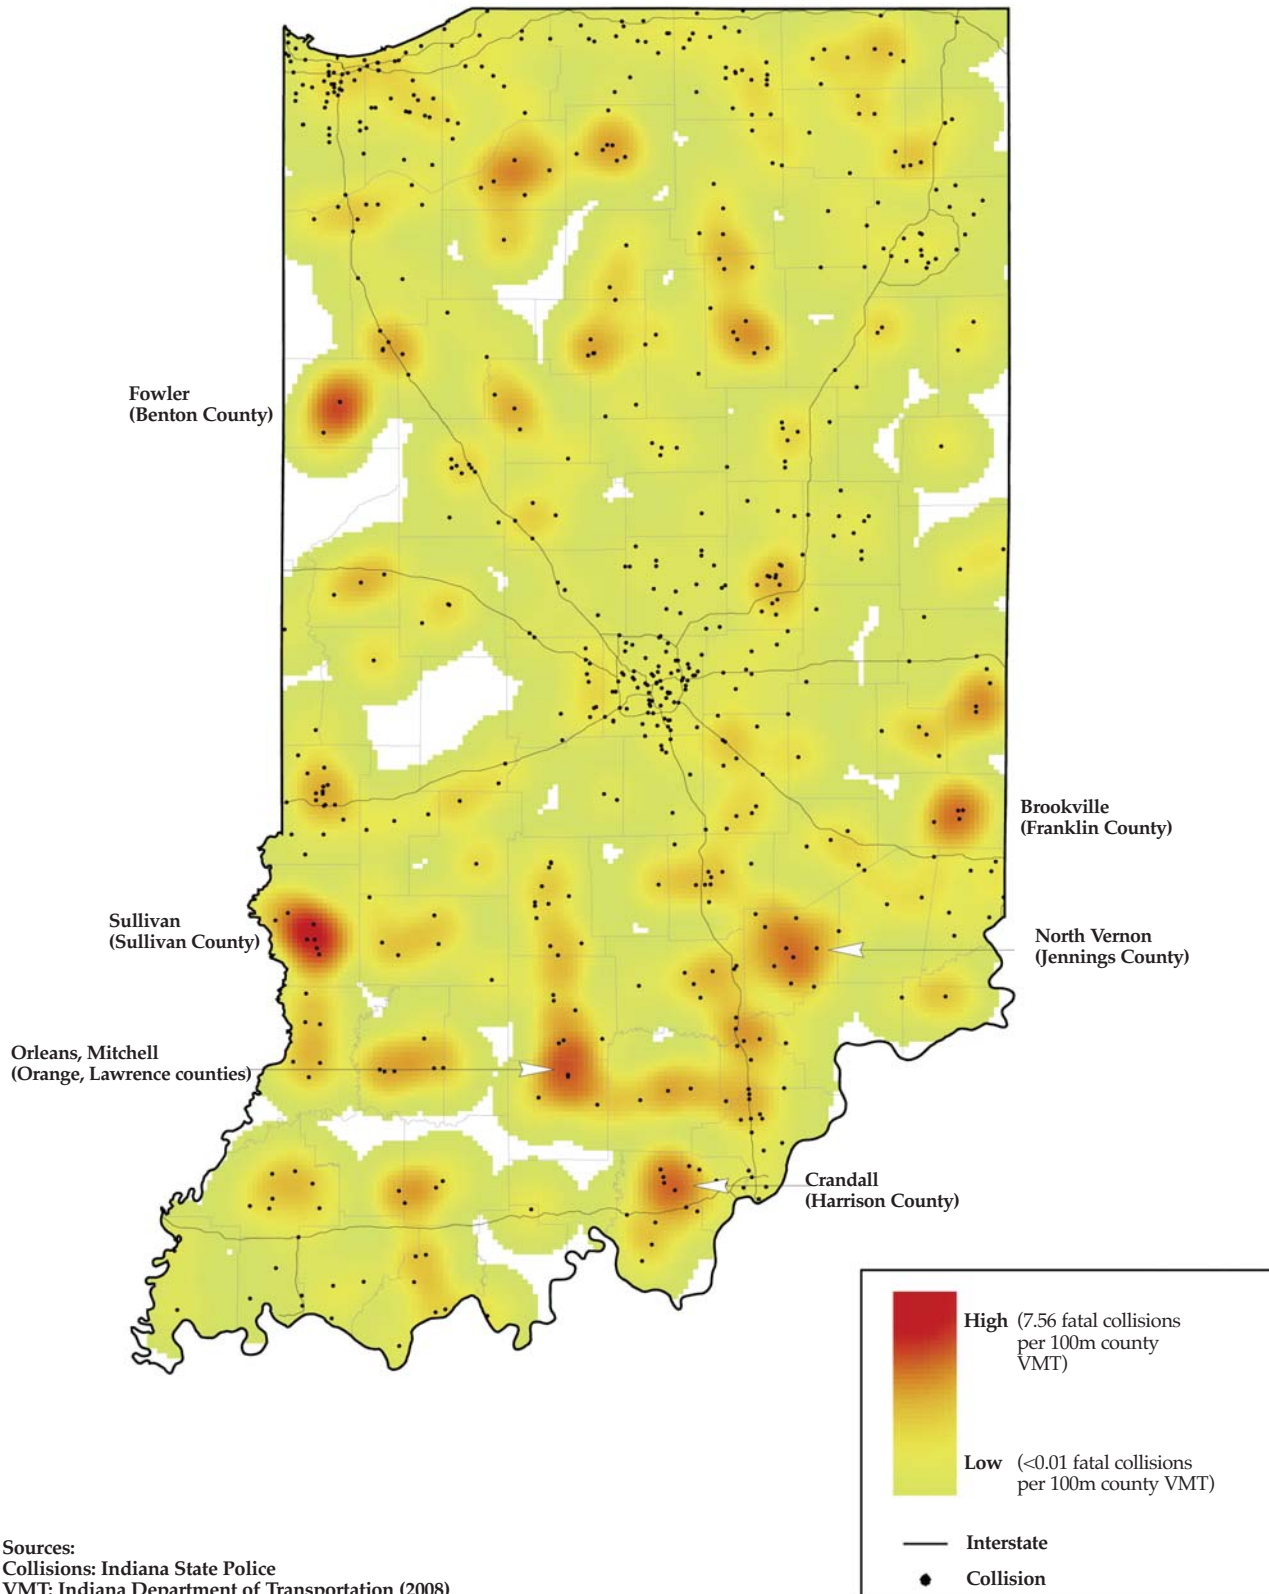 Fowler
(Benton County)
Brookville
(Franklin County)
Sullivan
(Sullivan County)
North Vernon
(Jennings County)
Orleans, Mitchell
(Orange, Lawrence counties)
Crandall
(Harrison County)
High (7.56 fatal collisions
per 100m county
VMT)
Low (<0.01 fatal collisions
per 100m county VMT)
Interstate
Collision
Sources:
Collisions: Indiana State Police
VMT: Indiana Department of Transportation (2008)